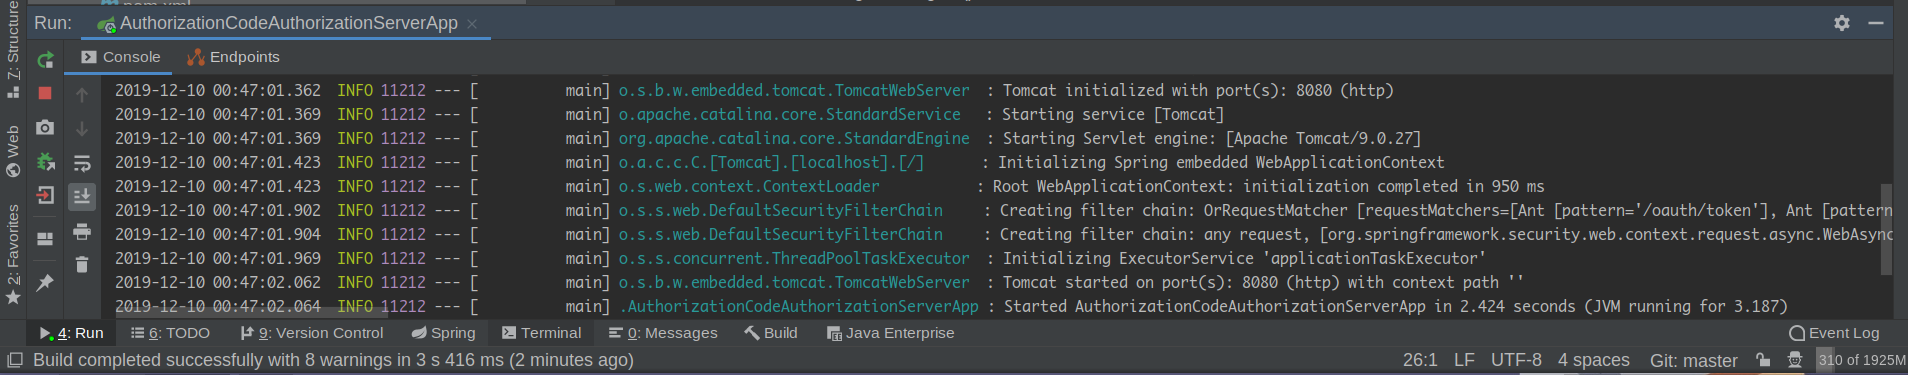 pom.xml
Run: AuthorizationCodeAuthorizationServerApp
7: Structure
Console Endpoints
2019-12-10 00:47:01.362 INFO 11212 --- [ main] o.s.b.w.embedded.tomcat.TomcatWebServer : Tomcat initialized with port(s): 8080 (http)
2019-12-10 00:47:01.369 INFO 11212 --- [ main] o.apache.catalina.core.StandardService : Starting service [Tomcat]
2019-12-10 00:47:01.369 INFO 11212 --- [ main] org.apache.catalina.core.StandardEngine : Starting Servlet engine: [Apache Tomcat/9.0.27]
Web
2019-12-10 00:47:01.423 INFO 11212 --- [ main] o.a.c.c.C.[Tomcat].[localhost].[/] : Initializing Spring embedded WebApplicationContext
2019-12-10 00:47:01.423 INFO 11212 --- [ main] o.s.web.context.ContextLoader : Root WebApplicationContext: initialization completed in 950 ms
2019-12-10 00:47:01.902 INFO 11212 --- [ main] o.s.s.web.DefaultSecurityFilterChain : Creating filter chain: OrRequestMatcher [requestMatchers=[Ant [pattern='/oauth/token'], Ant [pattern
2019-12-10 00:47:01.904 INFO 11212 --- [ main] o.s.s.web.DefaultSecurityFilterChain : Creating filter chain: any request, [org.springframework.security.web.context.request.async.WebAsync
2: Favorites
2019-12-10 00:47:01.969 INFO 11212 --- [ main] o.s.s.concurrent.ThreadPoolTaskExecutor : Initializing ExecutorService 'applicationTaskExecutor'
2019-12-10 00:47:02.062 INFO 11212 --- [ main] o.s.b.w.embedded.tomcat.TomcatWebServer : Tomcat started on port(s): 8080 (http) with context path ''
2019-12-10 00:47:02.064 INFO 11212 --- [ main] .AuthorizationCodeAuthorizationServerApp : Started AuthorizationCodeAuthorizationServerApp in 2.424 seconds (JVM running for 3.187)
4: Run 6: TODO 9: Version Control Spring Terminal 0: Messages Build Java Enterprise Event Log
Build completed successfully with 8 warnings in 3 s 416 ms (2 minutes ago) 26:1 LF UTF-8 4 spaces Git: master 310 of 1925M